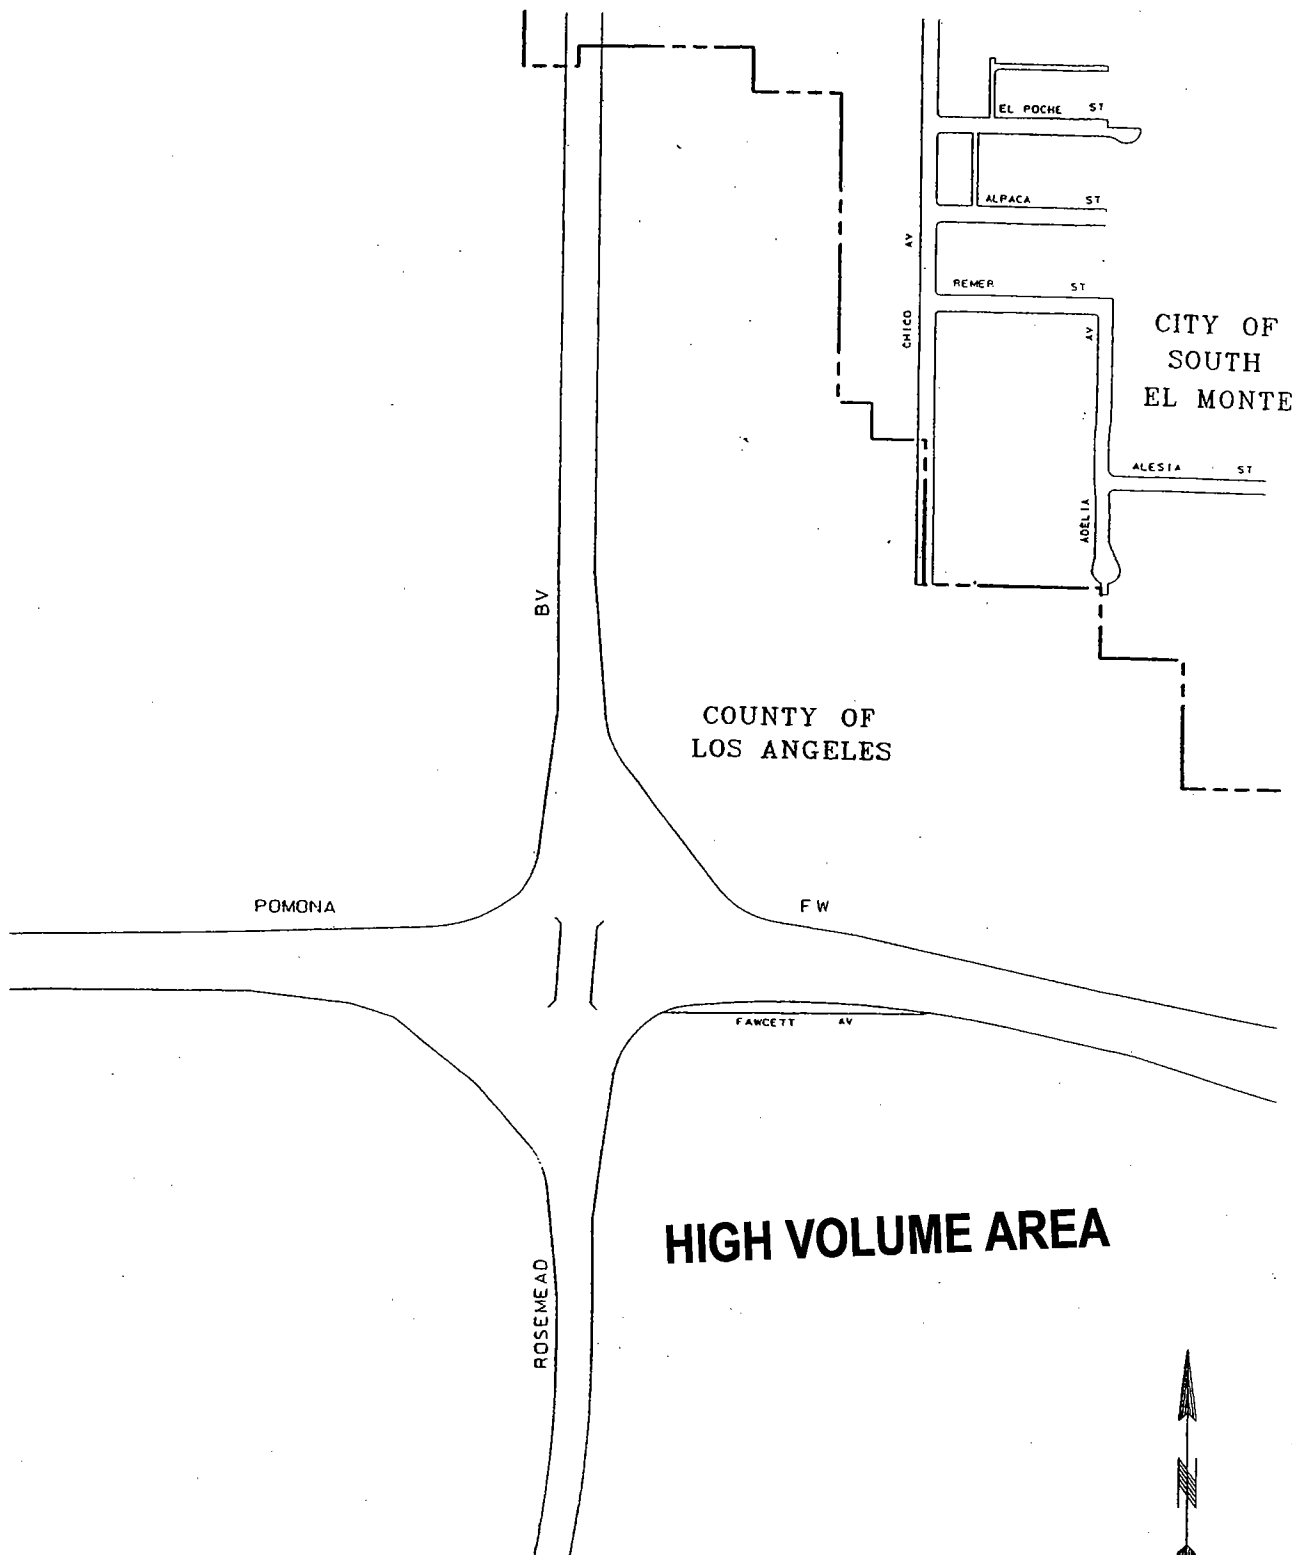 EL POCHE ST
ALPACA ST
CHICO AV
REMER ST
CITY OF
SOUTH
EL MONTE
ADELIA AV
ALESIA ST
COUNTY OF
LOS ANGELES
POMONA FW
FAWCETT AV
ROSEMEAD BV
HIGH VOLUME AREA
N